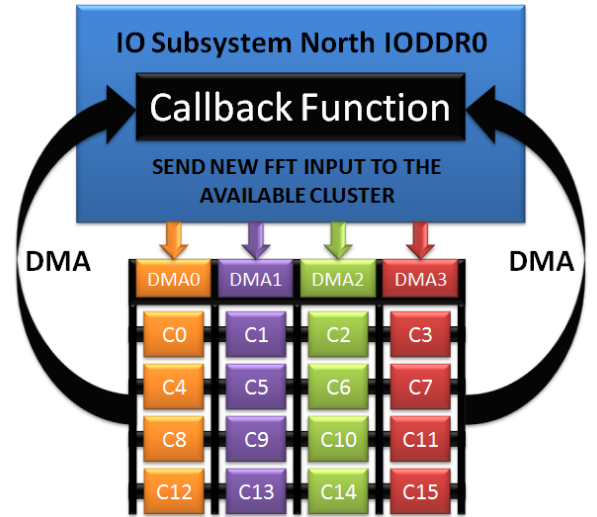 IO Subsystem North IODDR0
Callback Function
SEND NEW FFT INPUT TO THE
AVAILABLE CLUSTER
DMA DMA
DMA0 DMA1 DMA2 DMA3
C0 C1 C2 C3
C4 C5 C6 C7
C8 C9 C10 C11
C12 C13 C14 C15